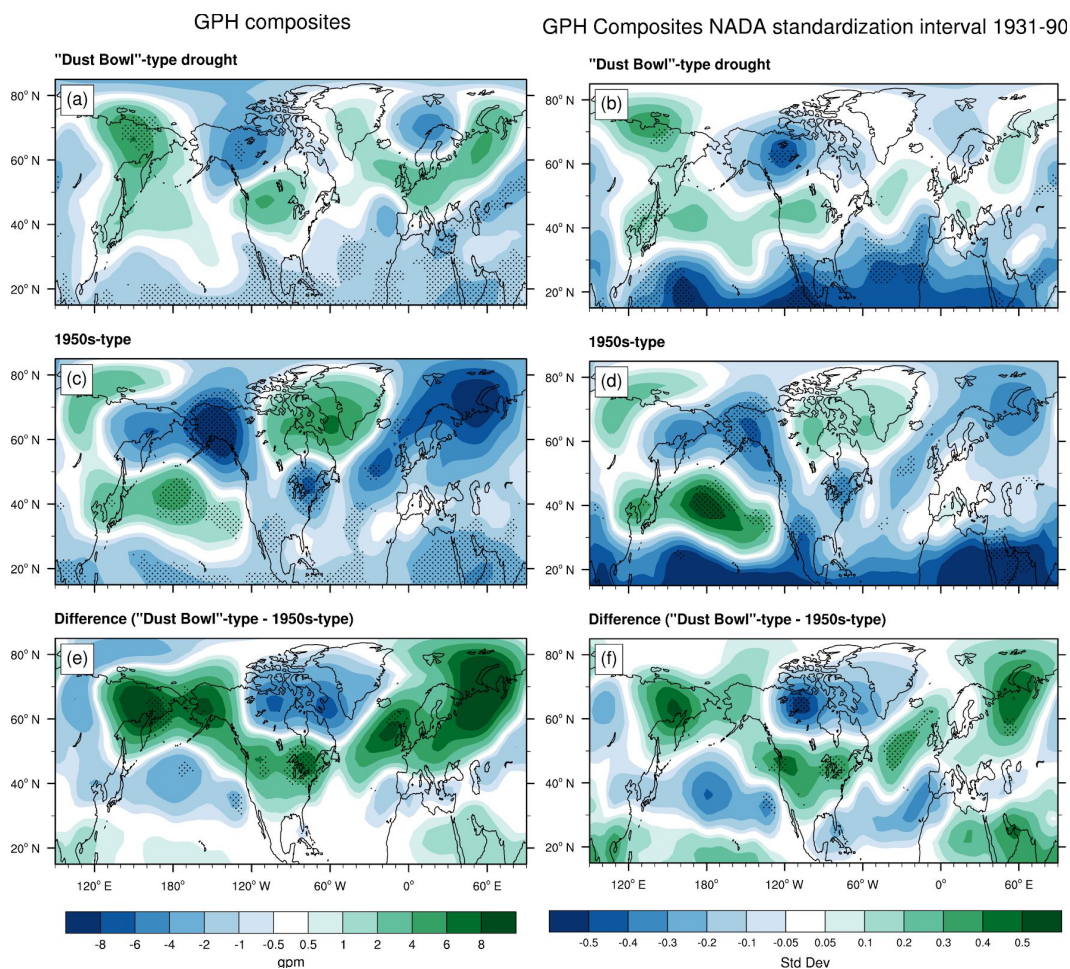 GPH composites
GPH Composites NADA standardization interval 1931-90
"Dust Bowl"-type drought
"Dust Bowl"-type drought
(a)
80° N
60° N
40° N
20° N
(b)
80° N
60° N
40° N
20° N
1950s-type
1950s-type
(c)
80° N
60° N
40° N
20° N
(d)
80° N
60° N
40° N
20° N
Difference ("Dust Bowl"-type - 1950s-type)
Difference ("Dust Bowl"-type - 1950s-type)
(e)
80° N
60° N
40° N
20° N
120° E 180° 120° W 60° W 0° 60° E
(f)
80° N
60° N
40° N
20° N
120° E 180° 120° W 60° W 0° 60° E
-8 -6 -4 -2 -1 -0.5 0.5 1 2 4 6 8
gpm
-0.5 -0.4 -0.3 -0.2 -0.1 -0.05 0.05 0.1 0.2 0.3 0.4 0.5
Std Dev